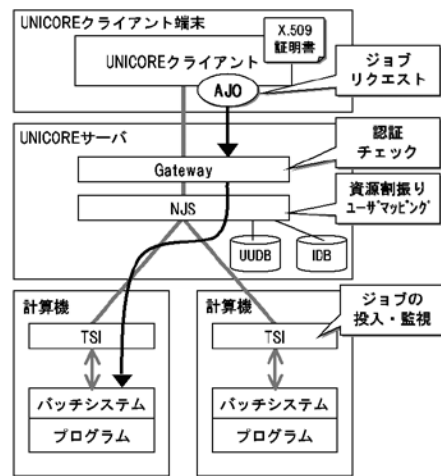 UNICOREクライアント端末
X.509
証明書
UNICOREクライアント
AJO
ジョブ
リクエスト
UNICOREサーバ
認証
チェック
Gateway
資源割振り
ユーザマッピング
NJS
UUDB
IDB
計算機
計算機
ジョブの
投入・監視
TSI
TSI
バッチシステム
バッチシステム
プログラム
プログラム